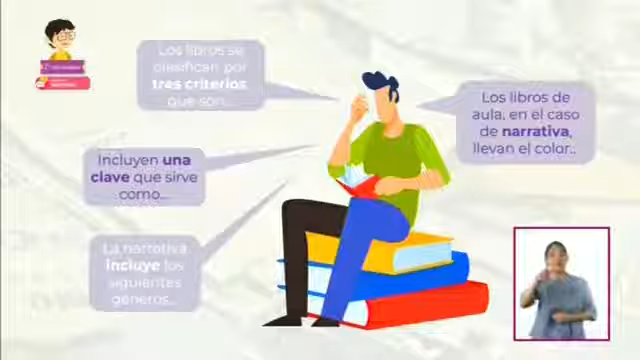 Los libros se
clasifican por
tres criterios
que son...
Los libros de
aula, en el caso
de narrativa,
llevan el color..
Incluyen una
clave que sirve
como...
La narrativa
incluye los
siguientes
géneros...